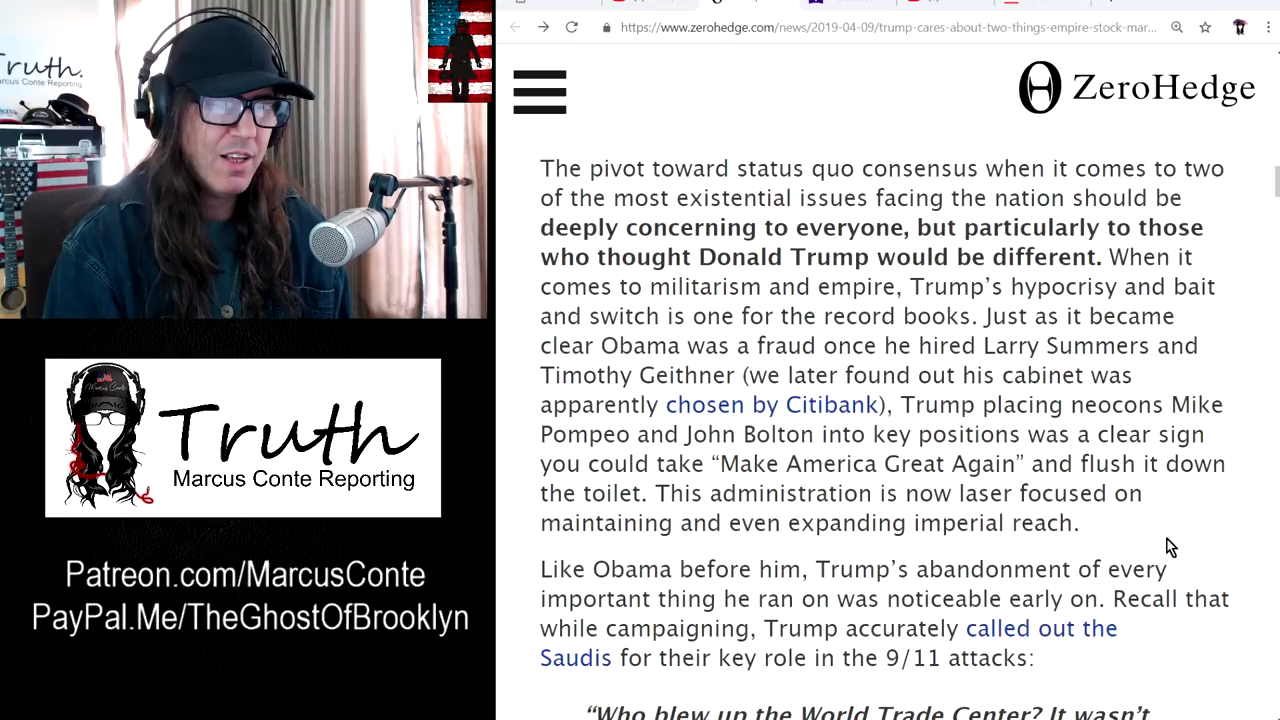 Truth.
arcus Conte Reporting
https://www.zerohedge.com/news/2019-04-09/trump-cares-about-two-things-empire-stock-mar...
ZeroHedge
The pivot toward status quo consensus when it comes to two
of the most existential issues facing the nation should be
deeply concerning to everyone, but particularly to those
who thought Donald Trump would be different. When it
comes to militarism and empire, Trump’s hypocrisy and bait
and switch is one for the record books. Just as it became
clear Obama was a fraud once he hired Larry Summers and
Timothy Geithner (we later found out his cabinet was
apparently chosen by Citibank), Trump placing neocons Mike
Pompeo and John Bolton into key positions was a clear sign
you could take “Make America Great Again” and flush it down
the toilet. This administration is now laser focused on
maintaining and even expanding imperial reach.
Like Obama before him, Trump’s abandonment of every
important thing he ran on was noticeable early on. Recall that
while campaigning, Trump accurately called out the
Saudis for their key role in the 9/11 attacks:
“Who blew up the World Trade Center? It wasn’t
Truth
Marcus Conte Reporting
Patreon.com/MarcusConte
PayPal.Me/TheGhostOfBrooklyn